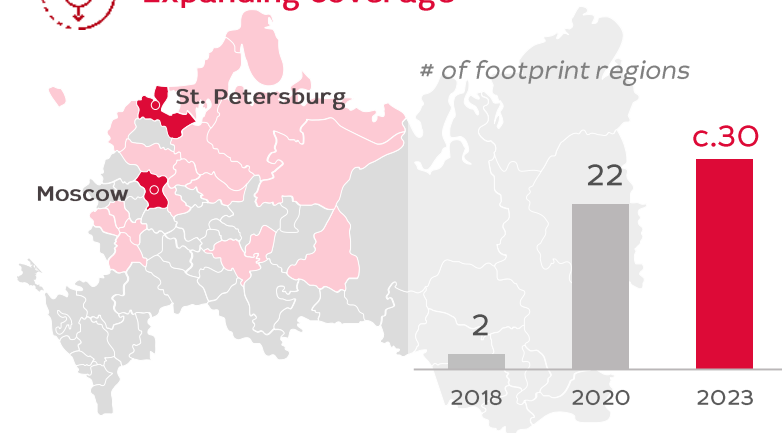 Expanding coverage
# of footprint regions
St. Petersburg
Moscow
c.30
22
2
2018 2020 2023